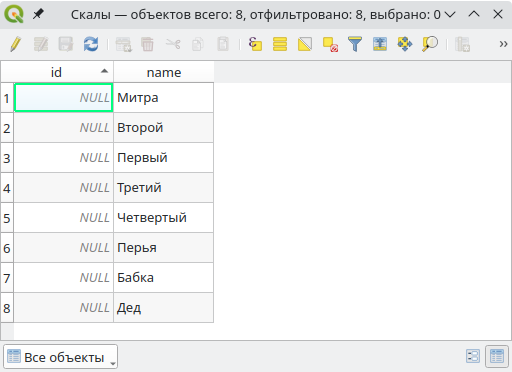 Скалы — объектов всего: 8, отфильтровано: 8, выбрано: 0
id name
1 NULL Митра
2 NULL Второй
3 NULL Первый
4 NULL Третий
5 NULL Четвертый
6 NULL Перья
7 NULL Бабка
8 NULL Дед
Все объекты